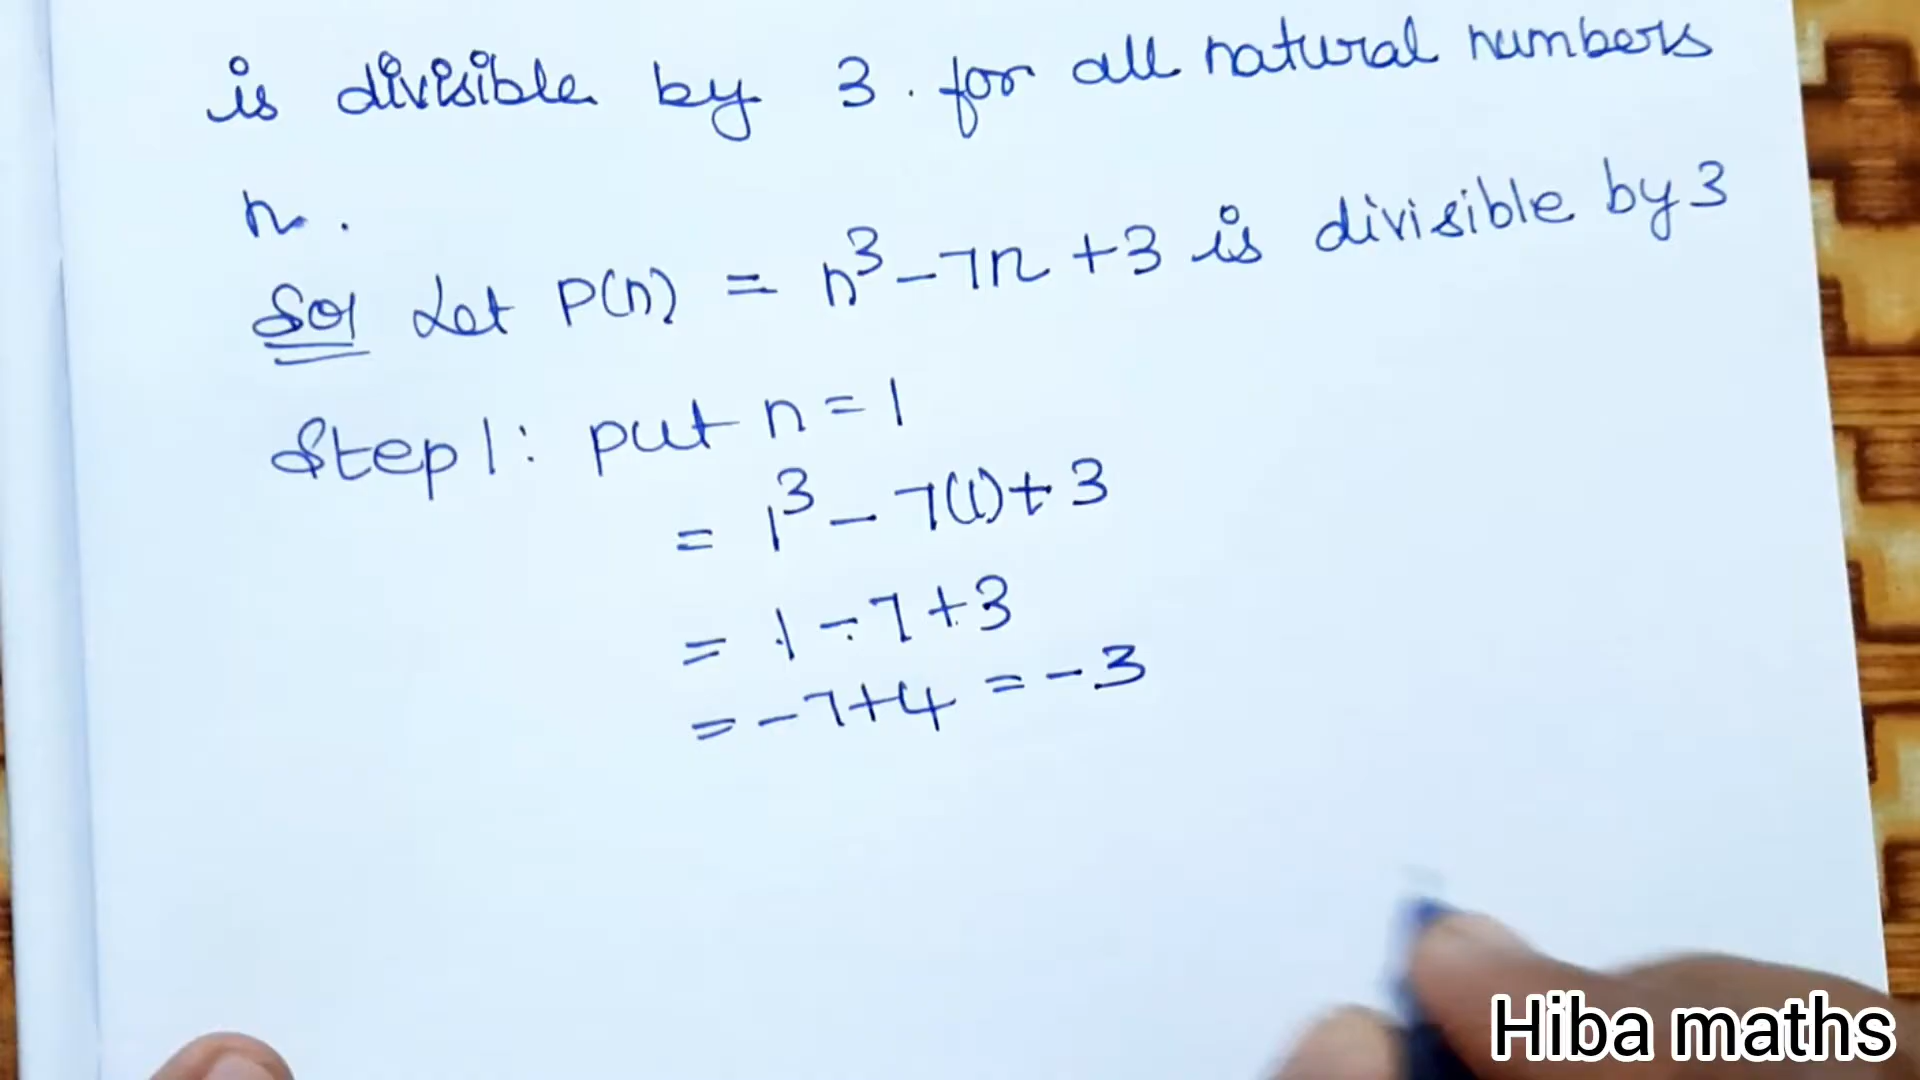 is divisible by 3. for all natural numbers
n.
Sol Let P(n) = n³ - 7n + 3 is divisible by 3
Step 1: put n = 1
= 1³ - 7(1) + 3
= 1 - 7 + 3
= -7 + 4 = -3
Hiba maths